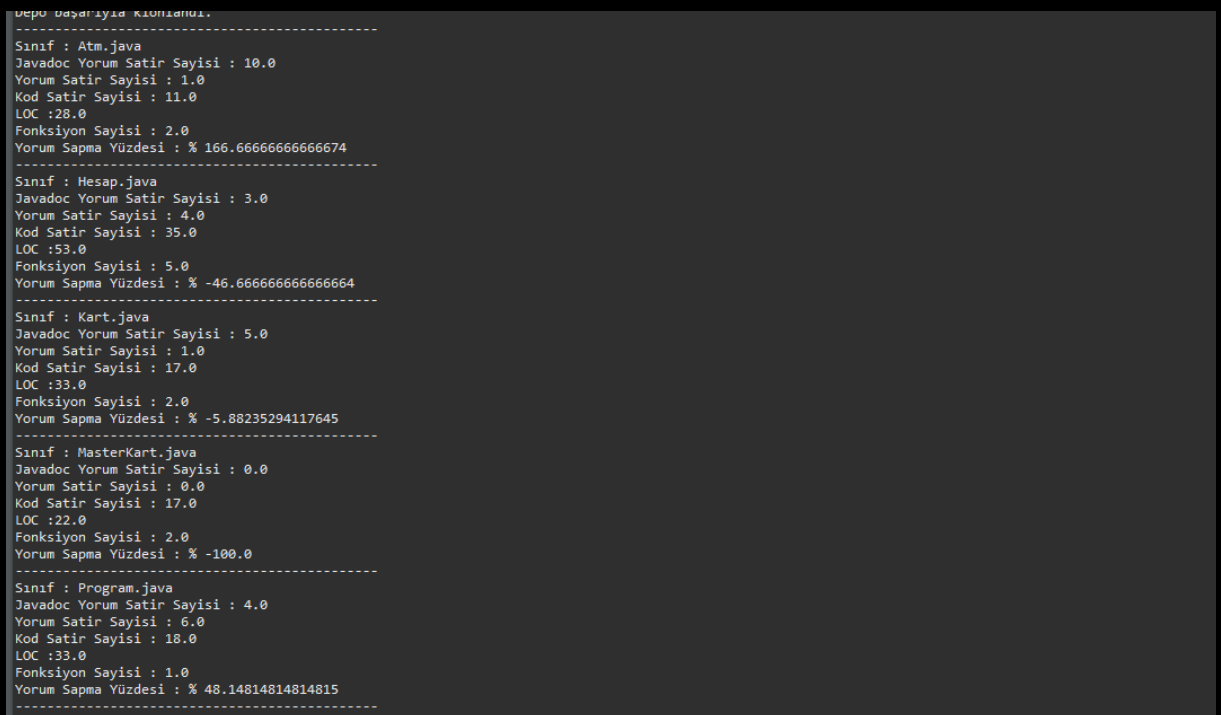 Depo başarıyla klonlandı.
----------------------------------------------
Sınıf : Atm.java
Javadoc Yorum Satir Sayisi : 10.0
Yorum Satir Sayisi : 1.0
Kod Satir Sayisi : 11.0
LOC :28.0
Fonksiyon Sayisi : 2.0
Yorum Sapma Yüzdesi : % 166.66666666666674
----------------------------------------------
Sınıf : Hesap.java
Javadoc Yorum Satir Sayisi : 3.0
Yorum Satir Sayisi : 4.0
Kod Satir Sayisi : 35.0
LOC :53.0
Fonksiyon Sayisi : 5.0
Yorum Sapma Yüzdesi : % -46.666666666666664
----------------------------------------------
Sınıf : Kart.java
Javadoc Yorum Satir Sayisi : 5.0
Yorum Satir Sayisi : 1.0
Kod Satir Sayisi : 17.0
LOC :33.0
Fonksiyon Sayisi : 2.0
Yorum Sapma Yüzdesi : % -5.88235294117645
----------------------------------------------
Sınıf : MasterKart.java
Javadoc Yorum Satir Sayisi : 0.0
Yorum Satir Sayisi : 0.0
Kod Satir Sayisi : 17.0
LOC :22.0
Fonksiyon Sayisi : 2.0
Yorum Sapma Yüzdesi : % -100.0
----------------------------------------------
Sınıf : Program.java
Javadoc Yorum Satir Sayisi : 4.0
Yorum Satir Sayisi : 6.0
Kod Satir Sayisi : 18.0
LOC :33.0
Fonksiyon Sayisi : 1.0
Yorum Sapma Yüzdesi : % 48.14814814814815
----------------------------------------------